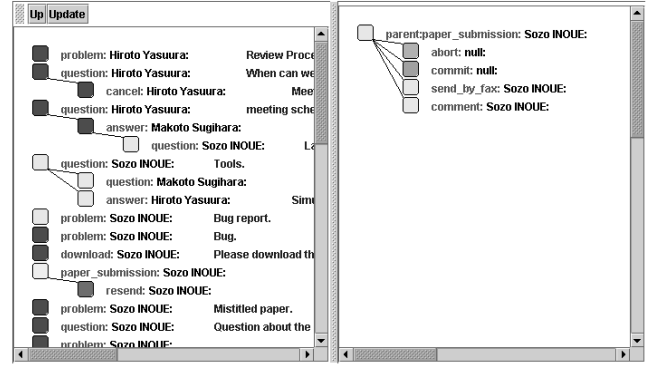 Up Update
problem: Hiroto Yasuura: Review Proce
question: Hiroto Yasuura: When can we
cancel: Hiroto Yasuura: Mee
question: Hiroto Yasuura: meeting sche
answer: Makoto Sugihara:
question: Sozo INOUE: La
question: Sozo INOUE: Tools.
question: Makoto Sugihara:
answer: Hiroto Yasuura: Simu
problem: Sozo INOUE: Bug report.
problem: Sozo INOUE: Bug.
download: Sozo INOUE: Please download th
paper_submission: Sozo INOUE:
resend: Sozo INOUE:
problem: Sozo INOUE: Mistitled paper.
question: Sozo INOUE: Question about the
problem: Sozo INOUE:
parent:paper_submission: Sozo INOUE:
abort: null:
commit: null:
send_by_fax: Sozo INOUE:
comment: Sozo INOUE: